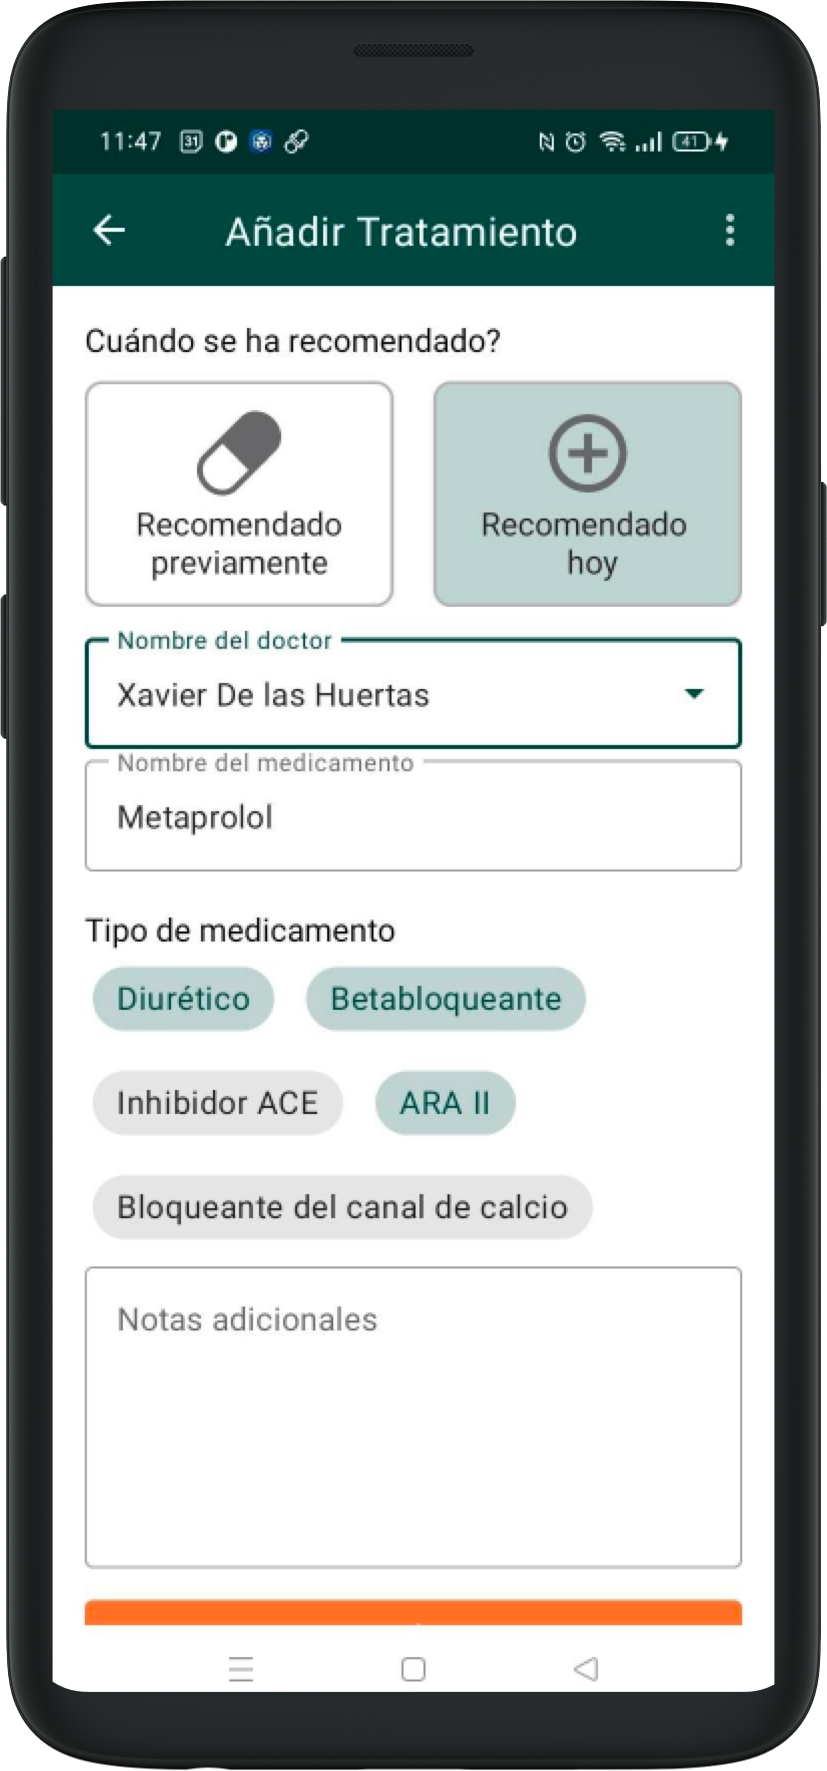 11:47
31
41
Añadir Tratamiento
Cuándo se ha recomendado?
Recomendado
previamente
Recomendado
hoy
Nombre del doctor
Xavier De las Huertas
Nombre del medicamento
Metaprolol
Tipo de medicamento
Diurético
Betabloqueante
Inhibidor ACE
ARA II
Bloqueante del canal de calcio
Notas adicionales